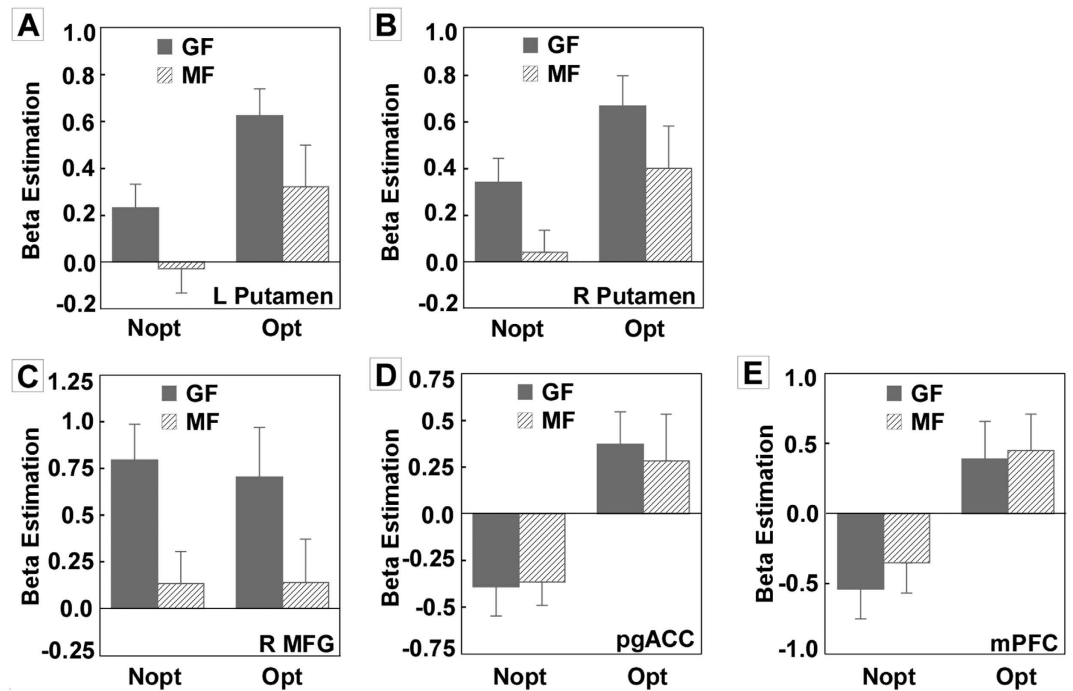 A
Beta Estimation
1.0
0.8
0.6
0.4
0.2
0.0
-0.2
GF
MF
L Putamen
Nopt Opt
B
Beta Estimation
1.0
0.8
0.6
0.4
0.2
0.0
-0.2
GF
MF
R Putamen
Nopt Opt
C
Beta Estimation
1.25
1.0
0.75
0.5
0.25
0.0
-0.25
GF
MF
R MFG
Nopt Opt
D
Beta Estimation
0.75
0.5
0.25
0.0
-0.25
-0.5
-0.75
GF
MF
pgACC
Nopt Opt
E
Beta Estimation
1.0
0.5
0.0
-0.5
-1.0
GF
MF
mPFC
Nopt Opt